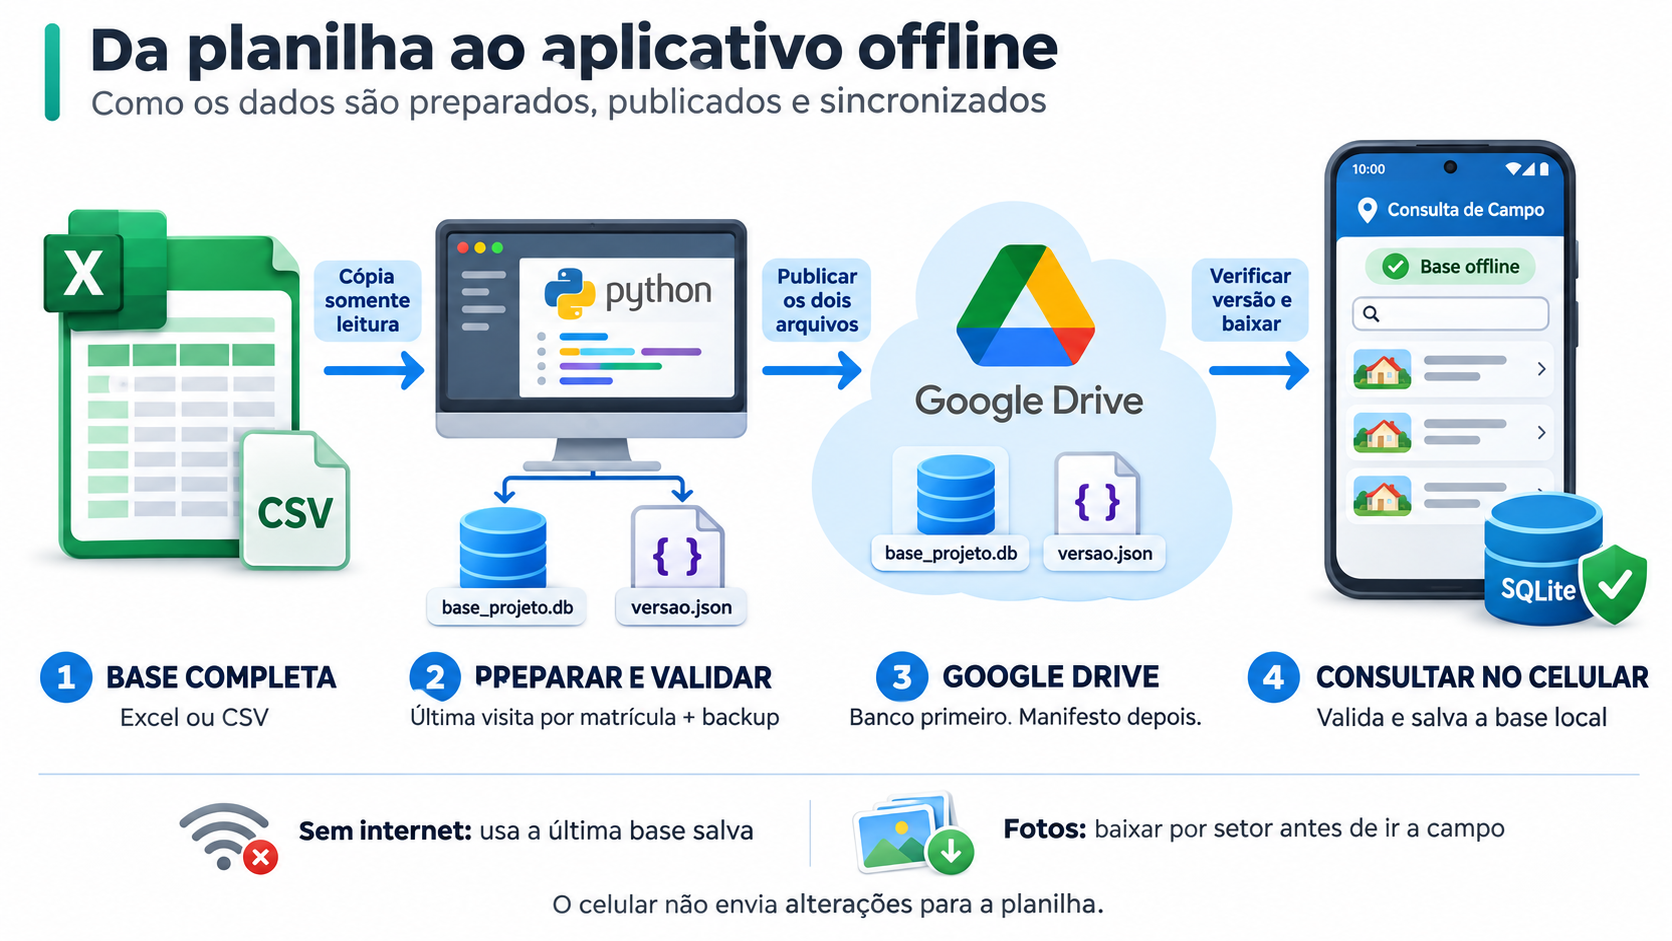 Da planilha ao aplicativo offline
Como os dados são preparados, publicados e sincronizados
X
CSV
Cópia
somente
leitura
python
base_projeto.db
{ }
versao.json
Publicar
os dois
arquivos
Google Drive
base_projeto.db
{ }
versao.json
Verificar
versão e
baixar
10:00
Consulta de Campo
Base offline
SQLite
1 BASE COMPLETA
Excel ou CSV
2 PREPARAR E VALIDAR
Última visita por matrícula + backup
3 GOOGLE DRIVE
Banco primeiro. Manifesto depois.
4 CONSULTAR NO CELULAR
Valida e salva a base local
Sem internet: usa a última base salva
Fotos: baixar por setor antes de ir a campo
O celular não envia alterações para a planilha.